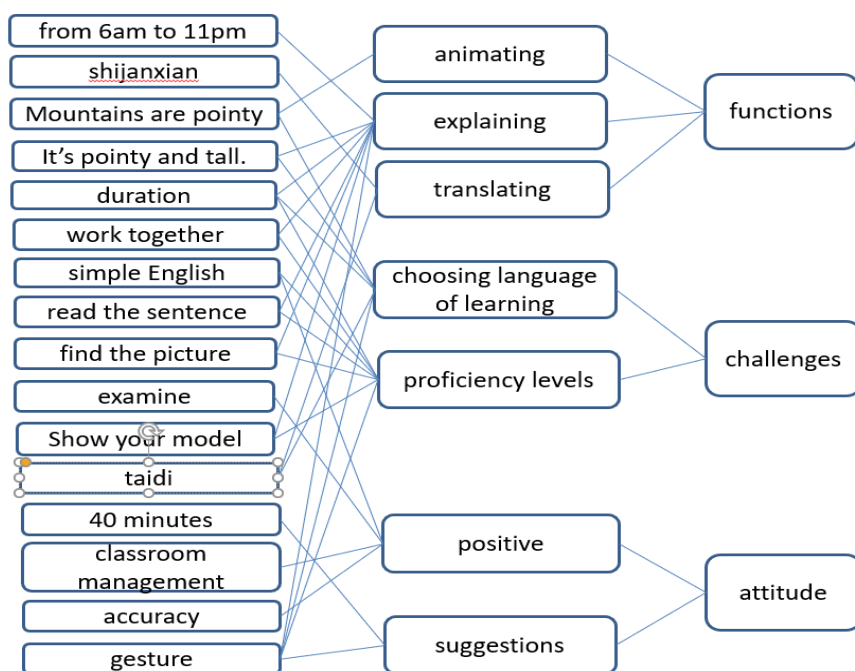 from 6am to 11pm
shijanxian
Mountains are pointy
It's pointy and tall.
duration
work together
simple English
read the sentence
find the picture
examine
Show your model
taidi
40 minutes
classroom
management
accuracy
gesture
animating
explaining
translating
choosing language
of learning
proficiency levels
positive
suggestions
functions
challenges
attitude